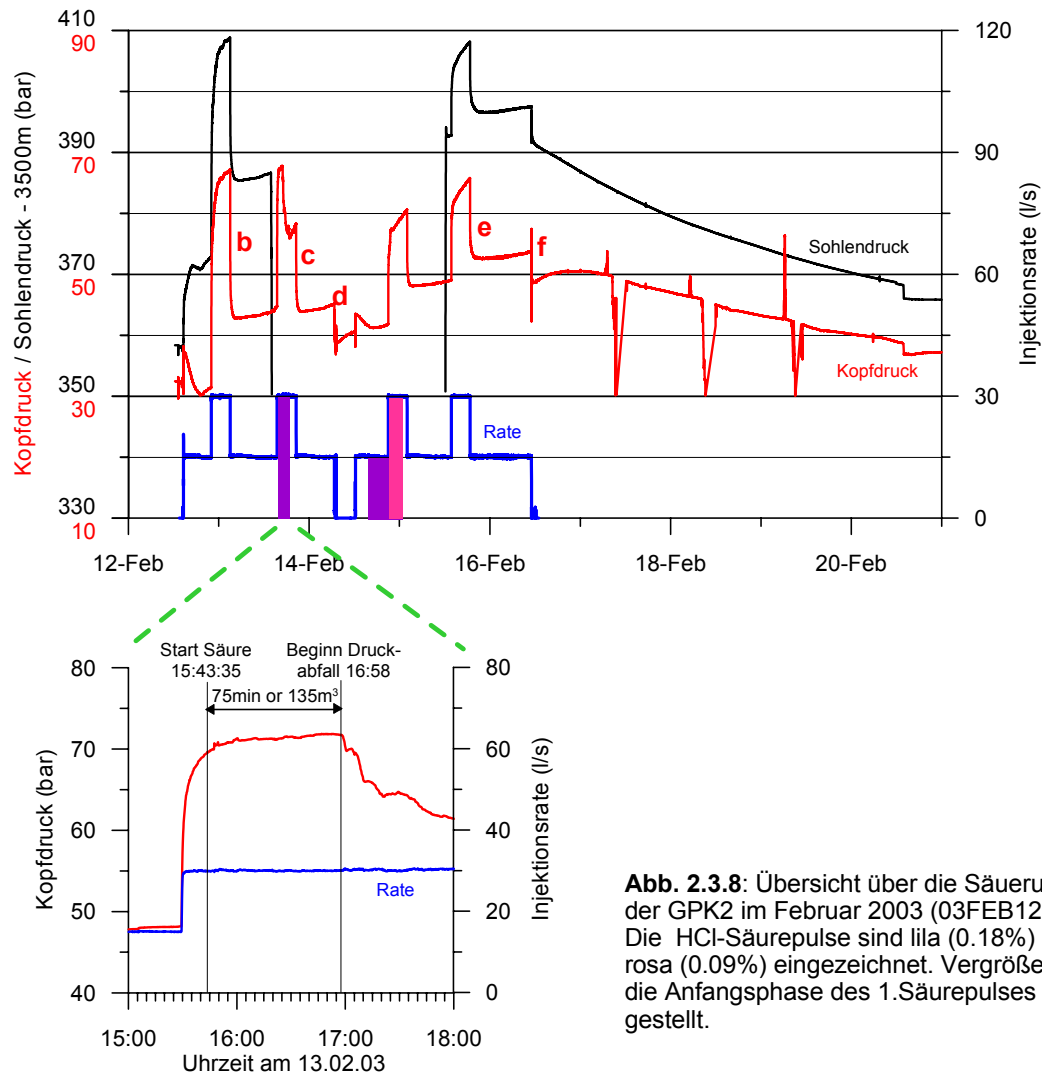 410
90
390
70
370
50
350
30
330
10
Kopfdruck / Sohlendruck - 3500m (bar)
120
90
60
30
0
Injektionsrate (l/s)
b
c
d
e
f
Sohlendruck
Kopfdruck
Rate
12-Feb
14-Feb
16-Feb
18-Feb
20-Feb
Start Säure
15:43:35
Beginn Druck-
abfall 16:58
75min or 135m³
80
70
60
50
40
Kopfdruck (bar)
80
60
40
20
0
Injektionsrate (l/s)
Rate
15:00
16:00
17:00
18:00
Uhrzeit am 13.02.03
Abb. 2.3.8: Übersicht über die Säueru
der GPK2 im Februar 2003 (03FEB12
Die HCl-Säurepulse sind lila (0.18%)
rosa (0.09%) eingezeichnet. Vergröße
die Anfangsphase des 1.Säurepulses
gestellt.